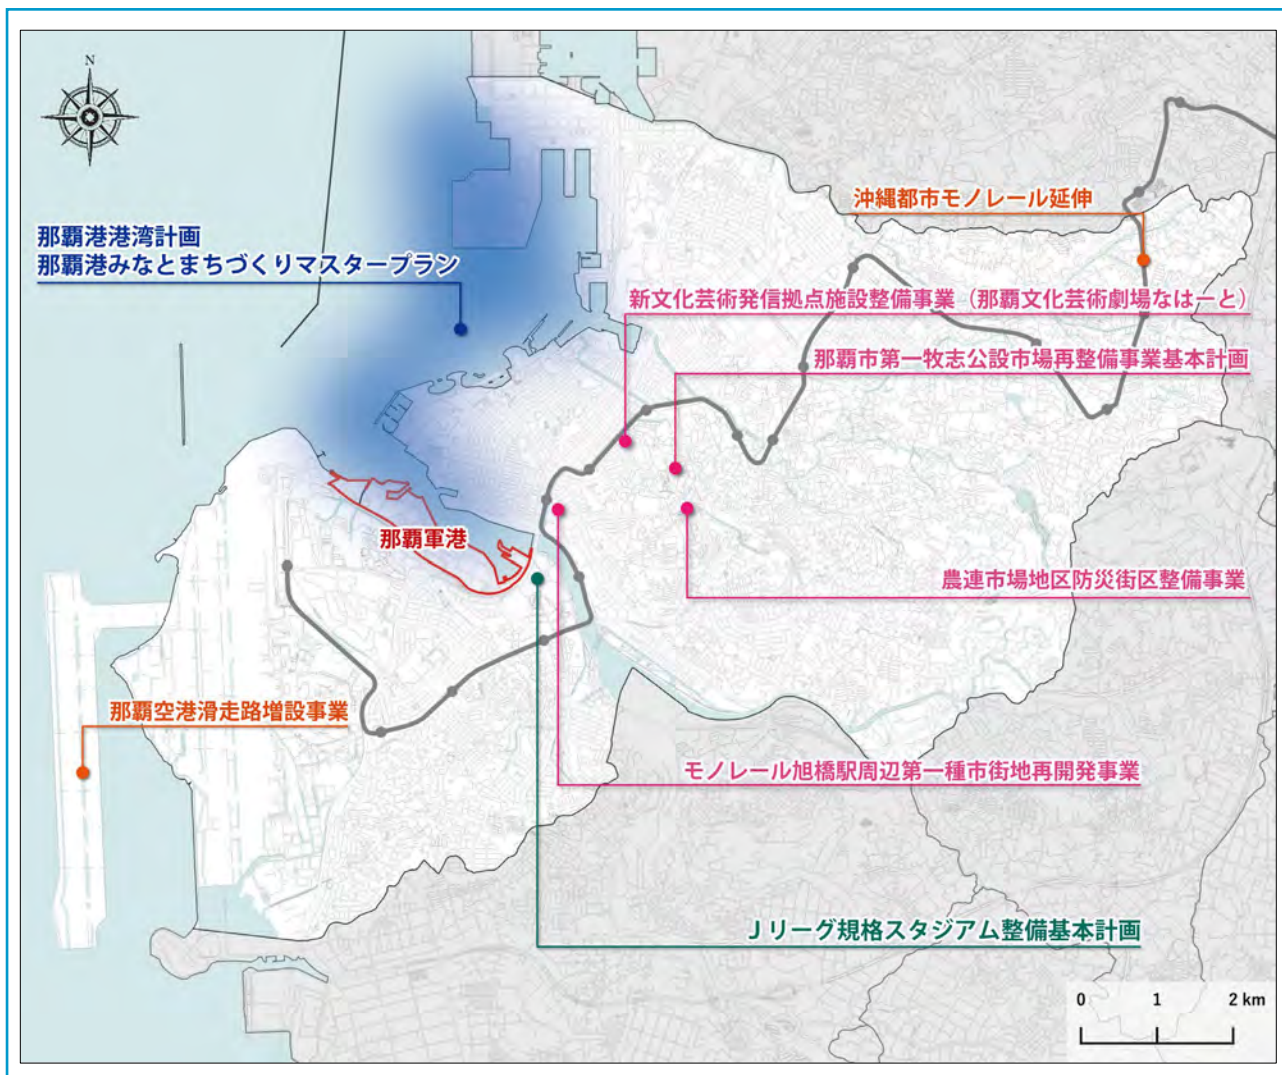 N
沖縄都市モノレール延伸
那覇港港湾計画
那覇港みなとまちづくりマスタープラン
新文化芸術発信拠点施設整備事業（那覇文化芸術劇場なはーと）
那覇市第一牧志公設市場再整備事業基本計画
那覇軍港
農連市場地区防災街区整備事業
那覇空港滑走路増設事業
モノレール旭橋駅周辺第一種市街地再開発事業
Jリーグ規格スタジアム整備基本計画
0 1 2 km